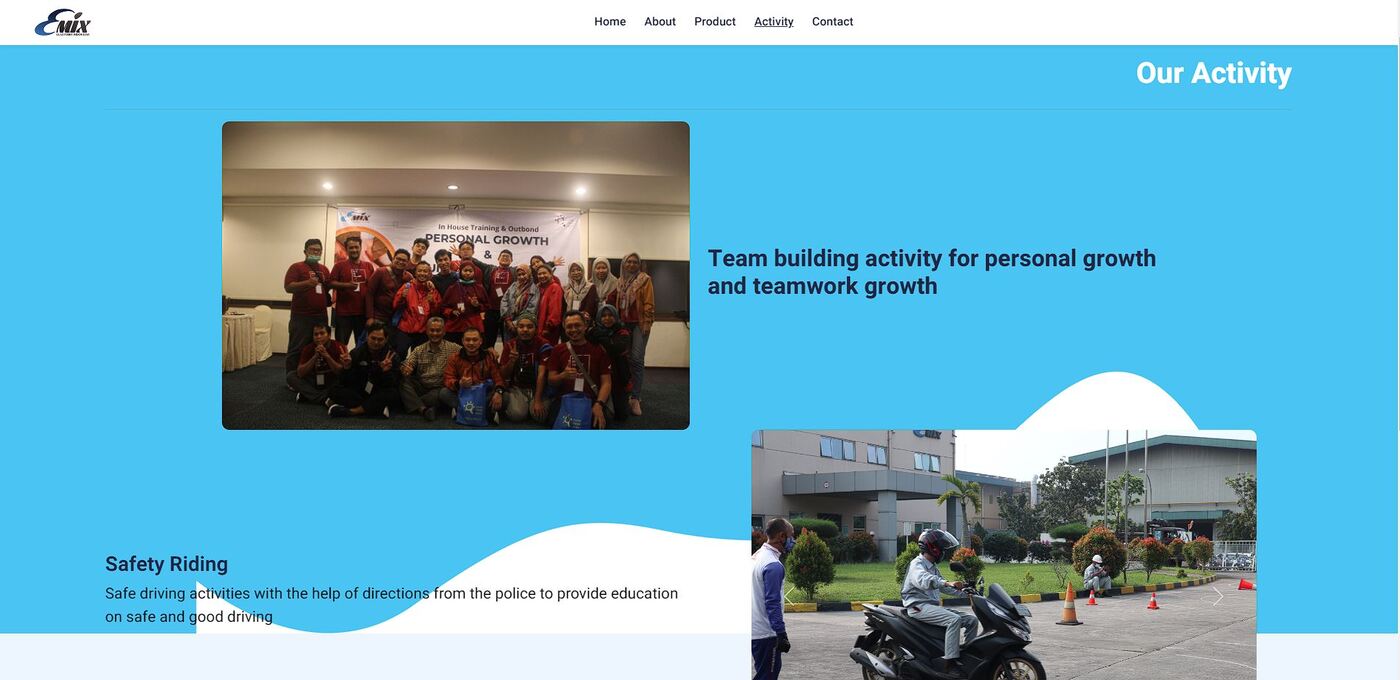 EMIX
Home
About
Product
Activity
Contact
Our Activity
EMIX
In House Training & Outbond
PERSONAL GROWTH
&
Team building activity for personal growth
and teamwork growth
Safety Riding
Safe driving activities with the help of directions from the police to provide education
on safe and good driving